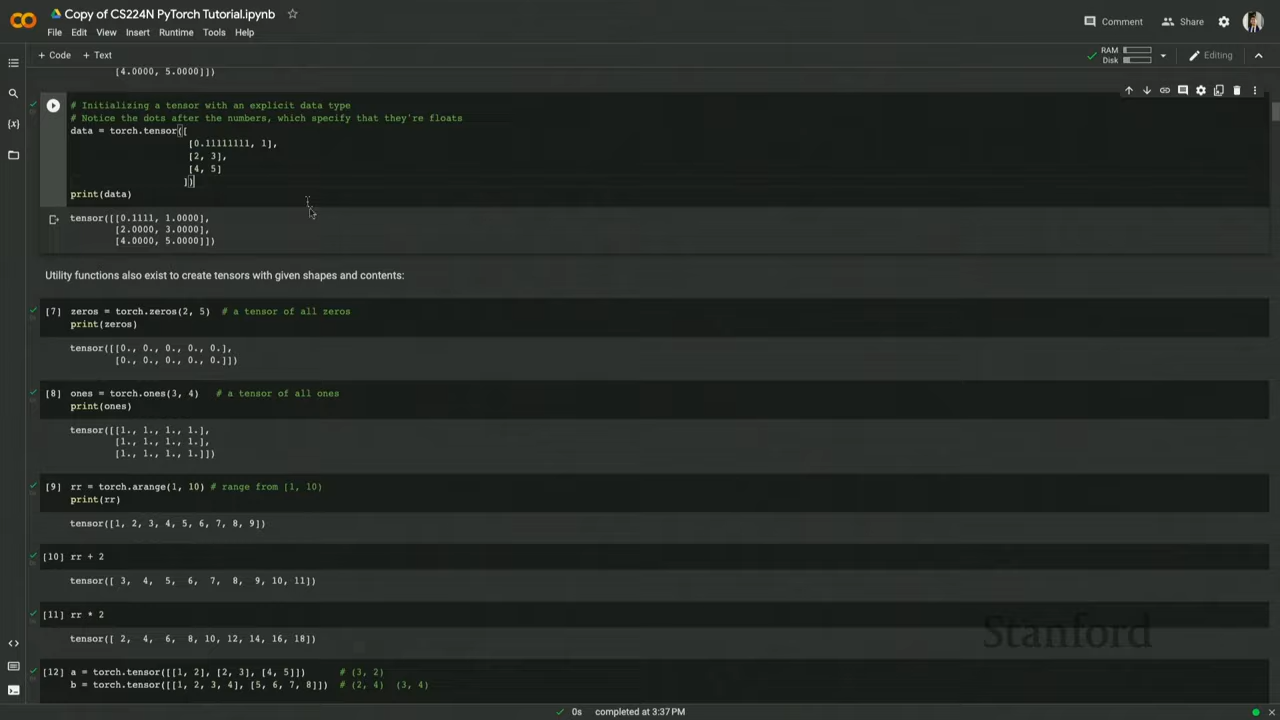 Copy of CS224N PyTorch Tutorial.ipynb
File Edit View Insert Runtime Tools Help
Comment Share
+ Code + Text
RAM
Disk
Editing
[4.0000, 5.0000]])
# Initializing a tensor with an explicit data type
# Notice the dots after the numbers, which specify that they're floats
data = torch.tensor([
[0.11111111, 1],
[2, 3],
[4, 5]
])
print(data)
tensor([[0.1111, 1.0000],
[2.0000, 3.0000],
[4.0000, 5.0000]])
Utility functions also exist to create tensors with given shapes and contents:
[7] zeros = torch.zeros(2, 5)  # a tensor of all zeros
print(zeros)
tensor([[0., 0., 0., 0., 0.],
[0., 0., 0., 0., 0.]])
[8] ones = torch.ones(3, 4)   # a tensor of all ones
print(ones)
tensor([[1., 1., 1., 1.],
[1., 1., 1., 1.],
[1., 1., 1., 1.]])
[9] rr = torch.arange(1, 10) # range from [1, 10)
print(rr)
tensor([1, 2, 3, 4, 5, 6, 7, 8, 9])
[10] rr + 2
tensor([ 3,  4,  5,  6,  7,  8,  9, 10, 11])
[11] rr * 2
tensor([ 2,  4,  6,  8, 10, 12, 14, 16, 18])
Stanford
[12] a = torch.tensor([[1, 2], [2, 3], [4, 5]])      # (3, 2)
b = torch.tensor([[1, 2, 3, 4], [5, 6, 7, 8]])  # (2, 4)  (3, 4)
0s completed at 3:37PM